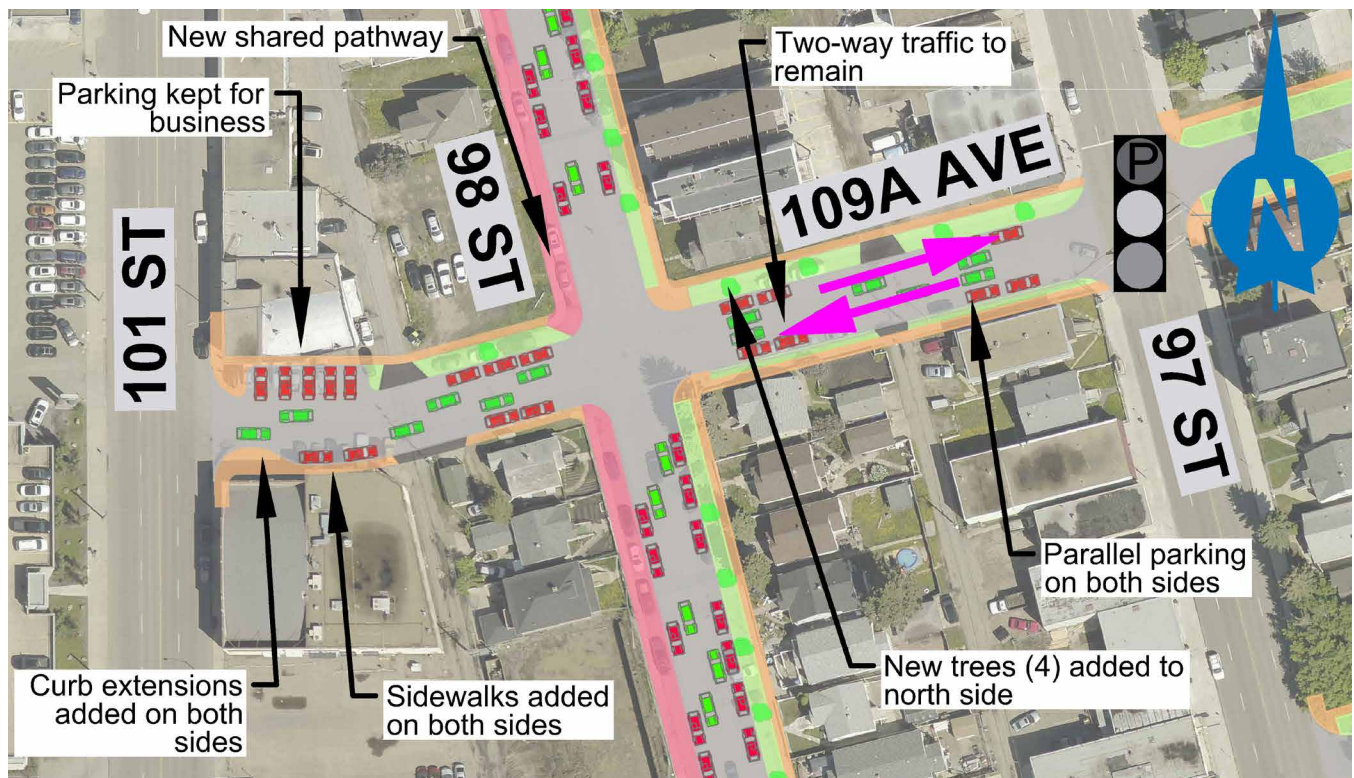 New shared pathway
Two-way traffic to
remain
Parking kept for
business
P
98 ST
109A AVE
N
101 ST
97 ST
Parallel parking
on both sides
New trees (4) added to
north side
Curb extensions
added on both
sides
Sidewalks added
on both sides